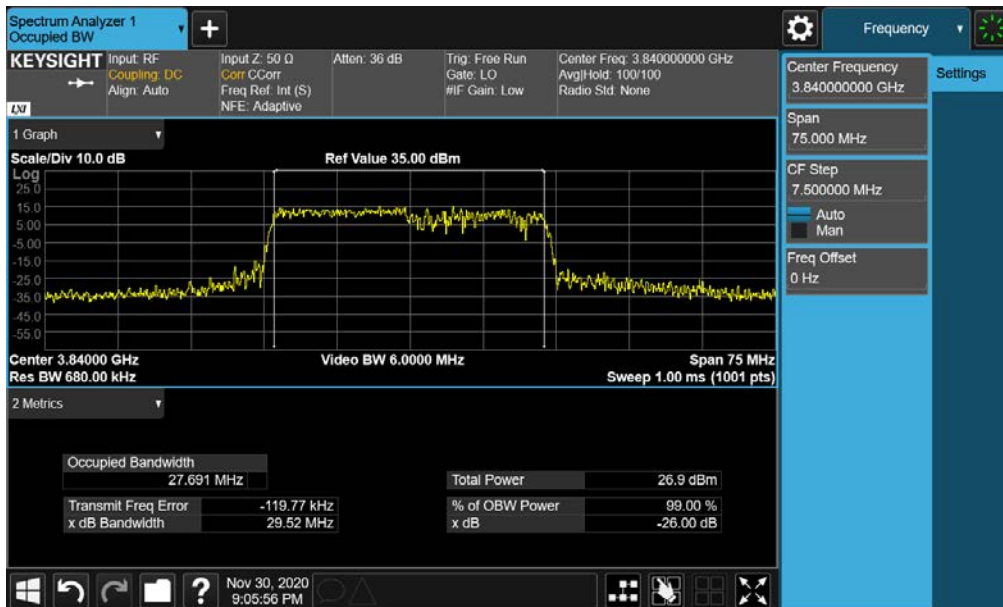 Spectrum Analyzer 1
Occupied BW
+
Frequency
KEYSIGHT
Input: RF
Coupling: DC
Align: Auto
Input Z: 50 Ω
Corr CCorr
Freq Ref: Int (S)
NFE: Adaptive
Atten: 36 dB
Trig: Free Run
Gate: LO
#IF Gain: Low
Center Freq: 3.840000000 GHz
Avg|Hold: 100/100
Radio Std: None
LXI
Center Frequency
3.840000000 GHz
Settings
Span
75.000 MHz
CF Step
7.500000 MHz
Auto
Man
Freq Offset
0 Hz
1 Graph
Scale/Div 10.0 dB
Ref Value 35.00 dBm
Log
25.0
15.0
5.00
-5.00
-15.0
-25.0
-35.0
-45.0
-55.0
Center 3.84000 GHz
Video BW 6.0000 MHz
Span 75 MHz
Res BW 680.00 kHz
Sweep 1.00 ms (1001 pts)
2 Metrics
Occupied Bandwidth
27.691 MHz
Total Power 26.9 dBm
Transmit Freq Error -119.77 kHz
% of OBW Power 99.00 %
x dB Bandwidth 29.52 MHz
x dB -26.00 dB
?
Nov 30, 2020
9:05:56 PM